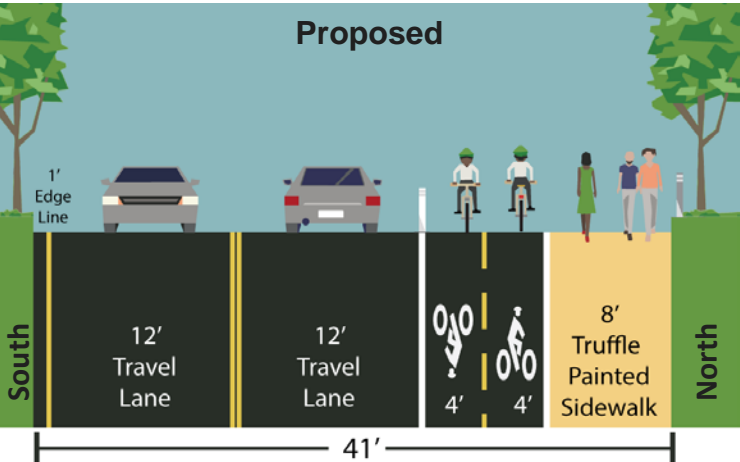 Proposed
1’
Edge
Line
12’
Travel
Lane
12’
Travel
Lane
4’
4’
8’
Truffle
Painted
Sidewalk
South
North
41’